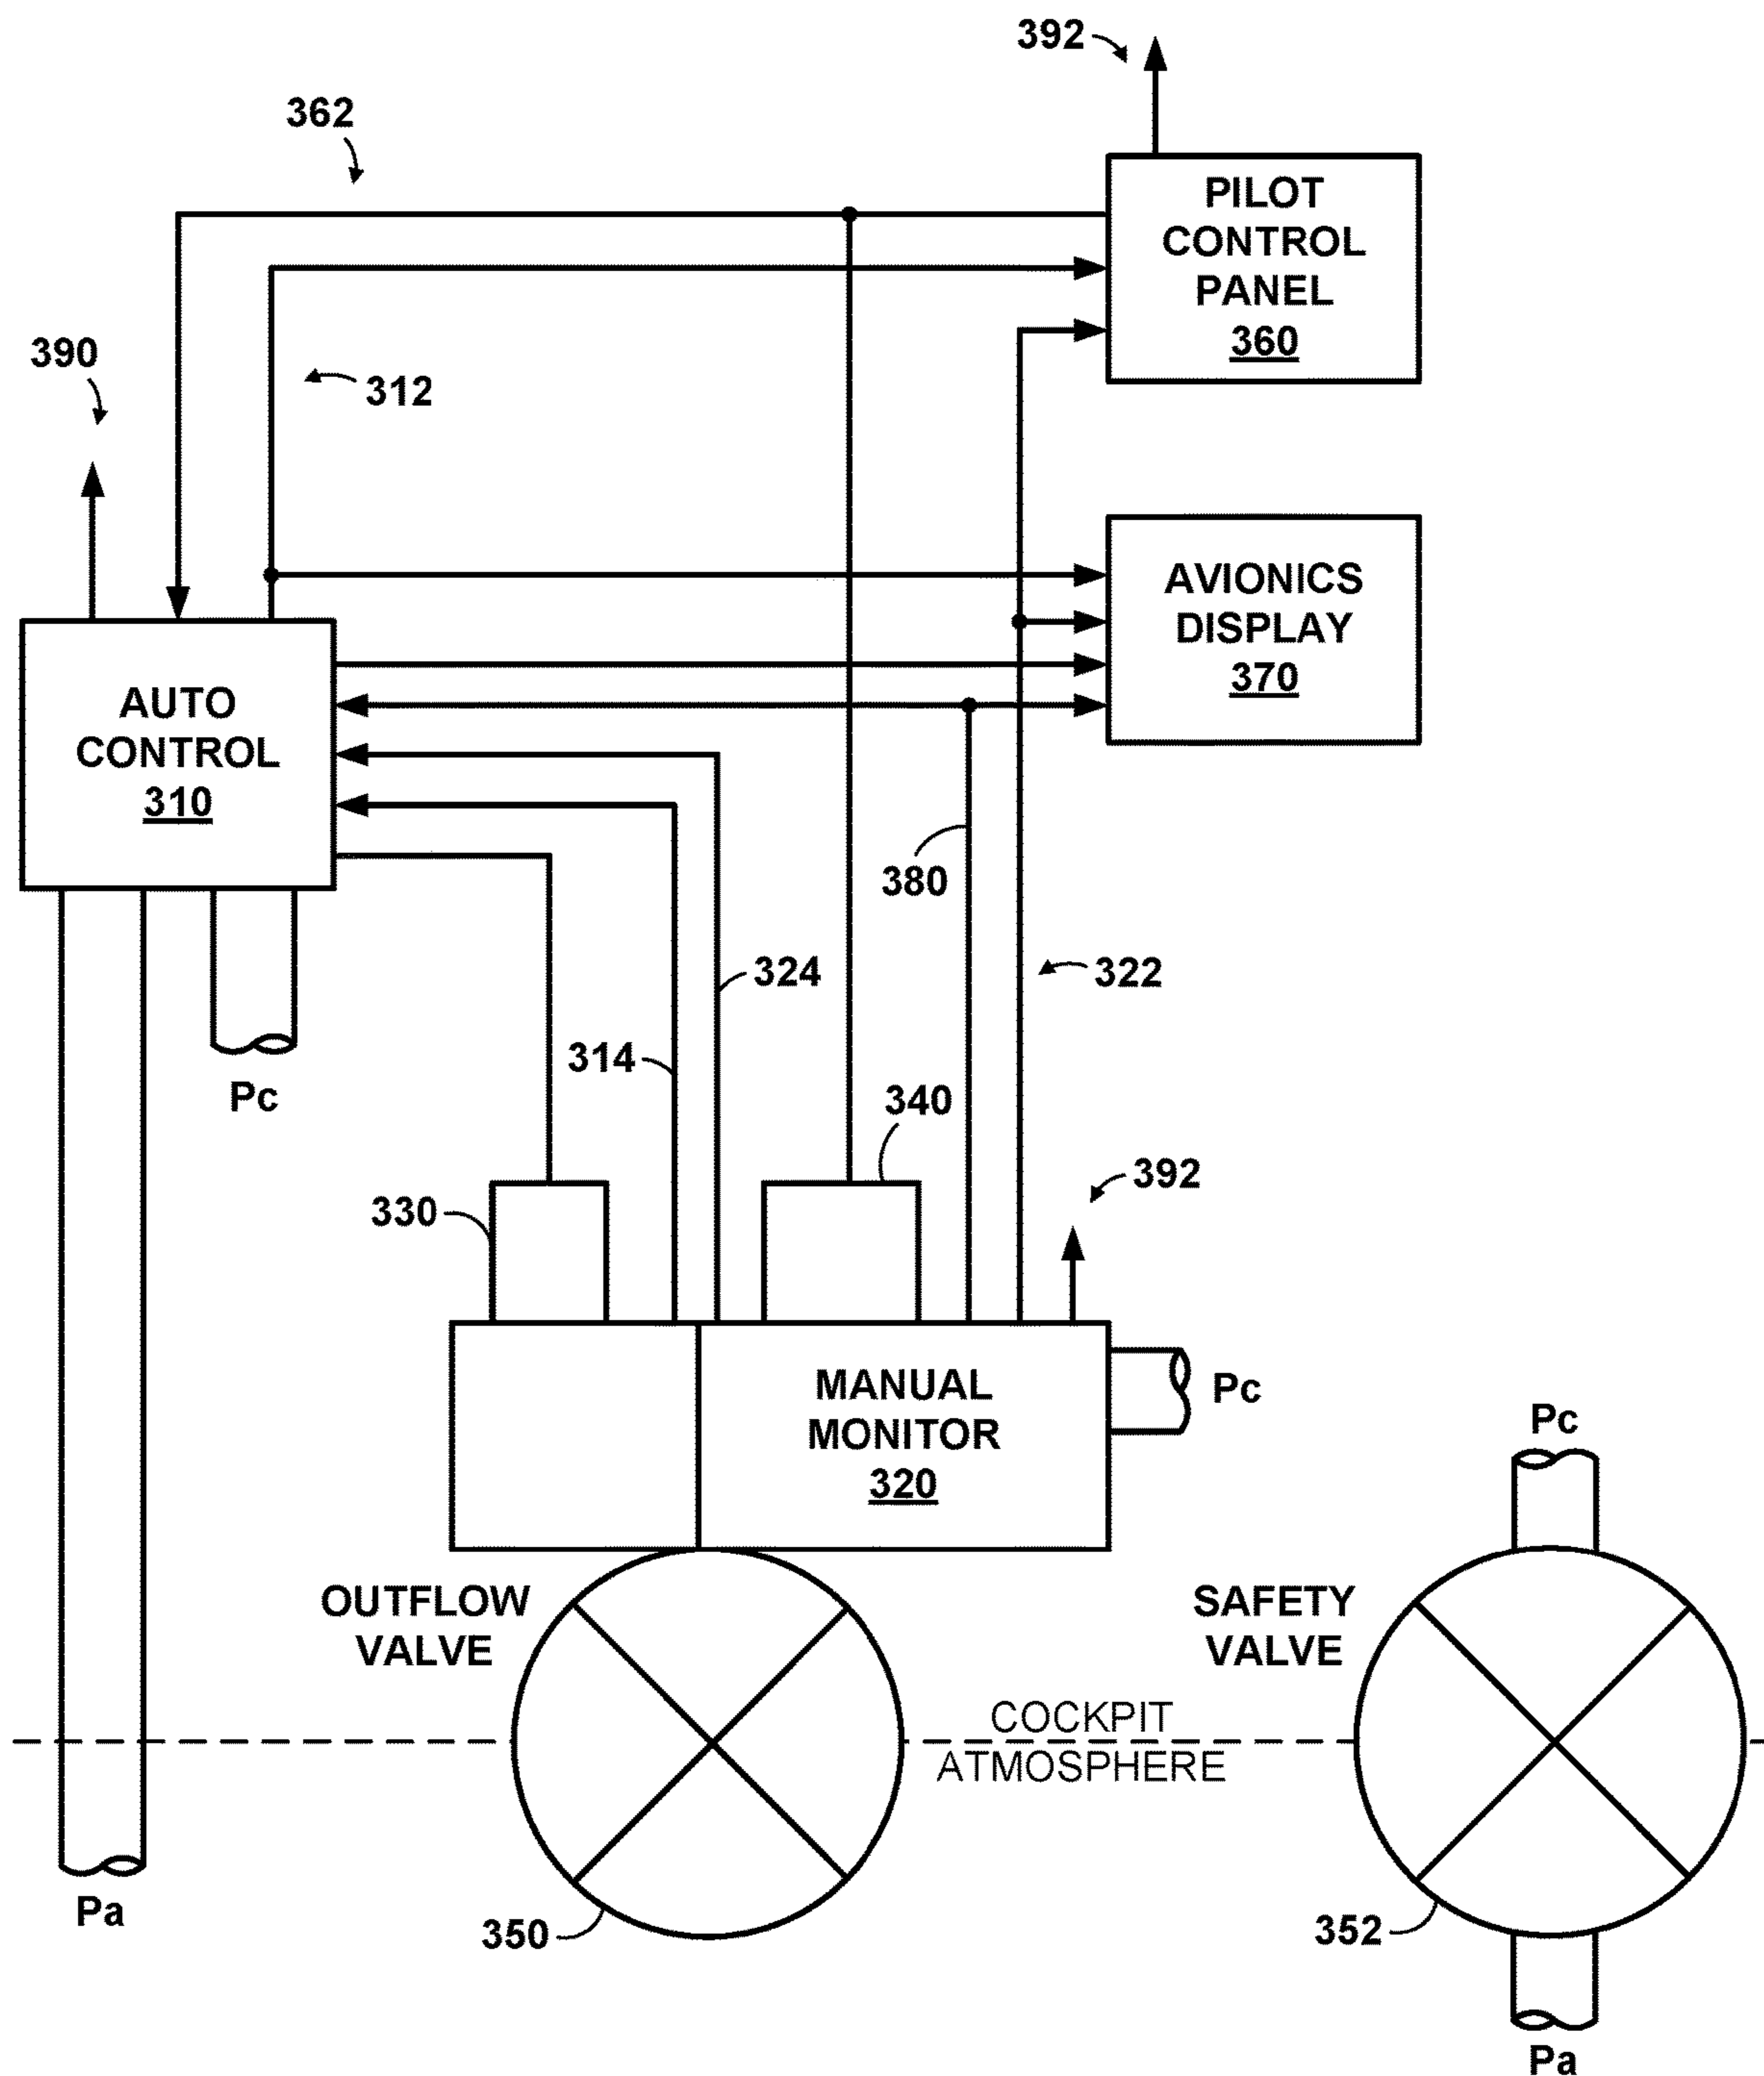 392
362
PILOT
CONTROL
PANEL
360
390
312
AVIONICS
DISPLAY
370
AUTO
CONTROL
310
380
324
322
314
Pc
340
392
330
MANUAL
MONITOR
320
Pc
Pc
OUTFLOW
VALVE
SAFETY
VALVE
COCKPIT
ATMOSPHERE
Pa
350
352
Pa